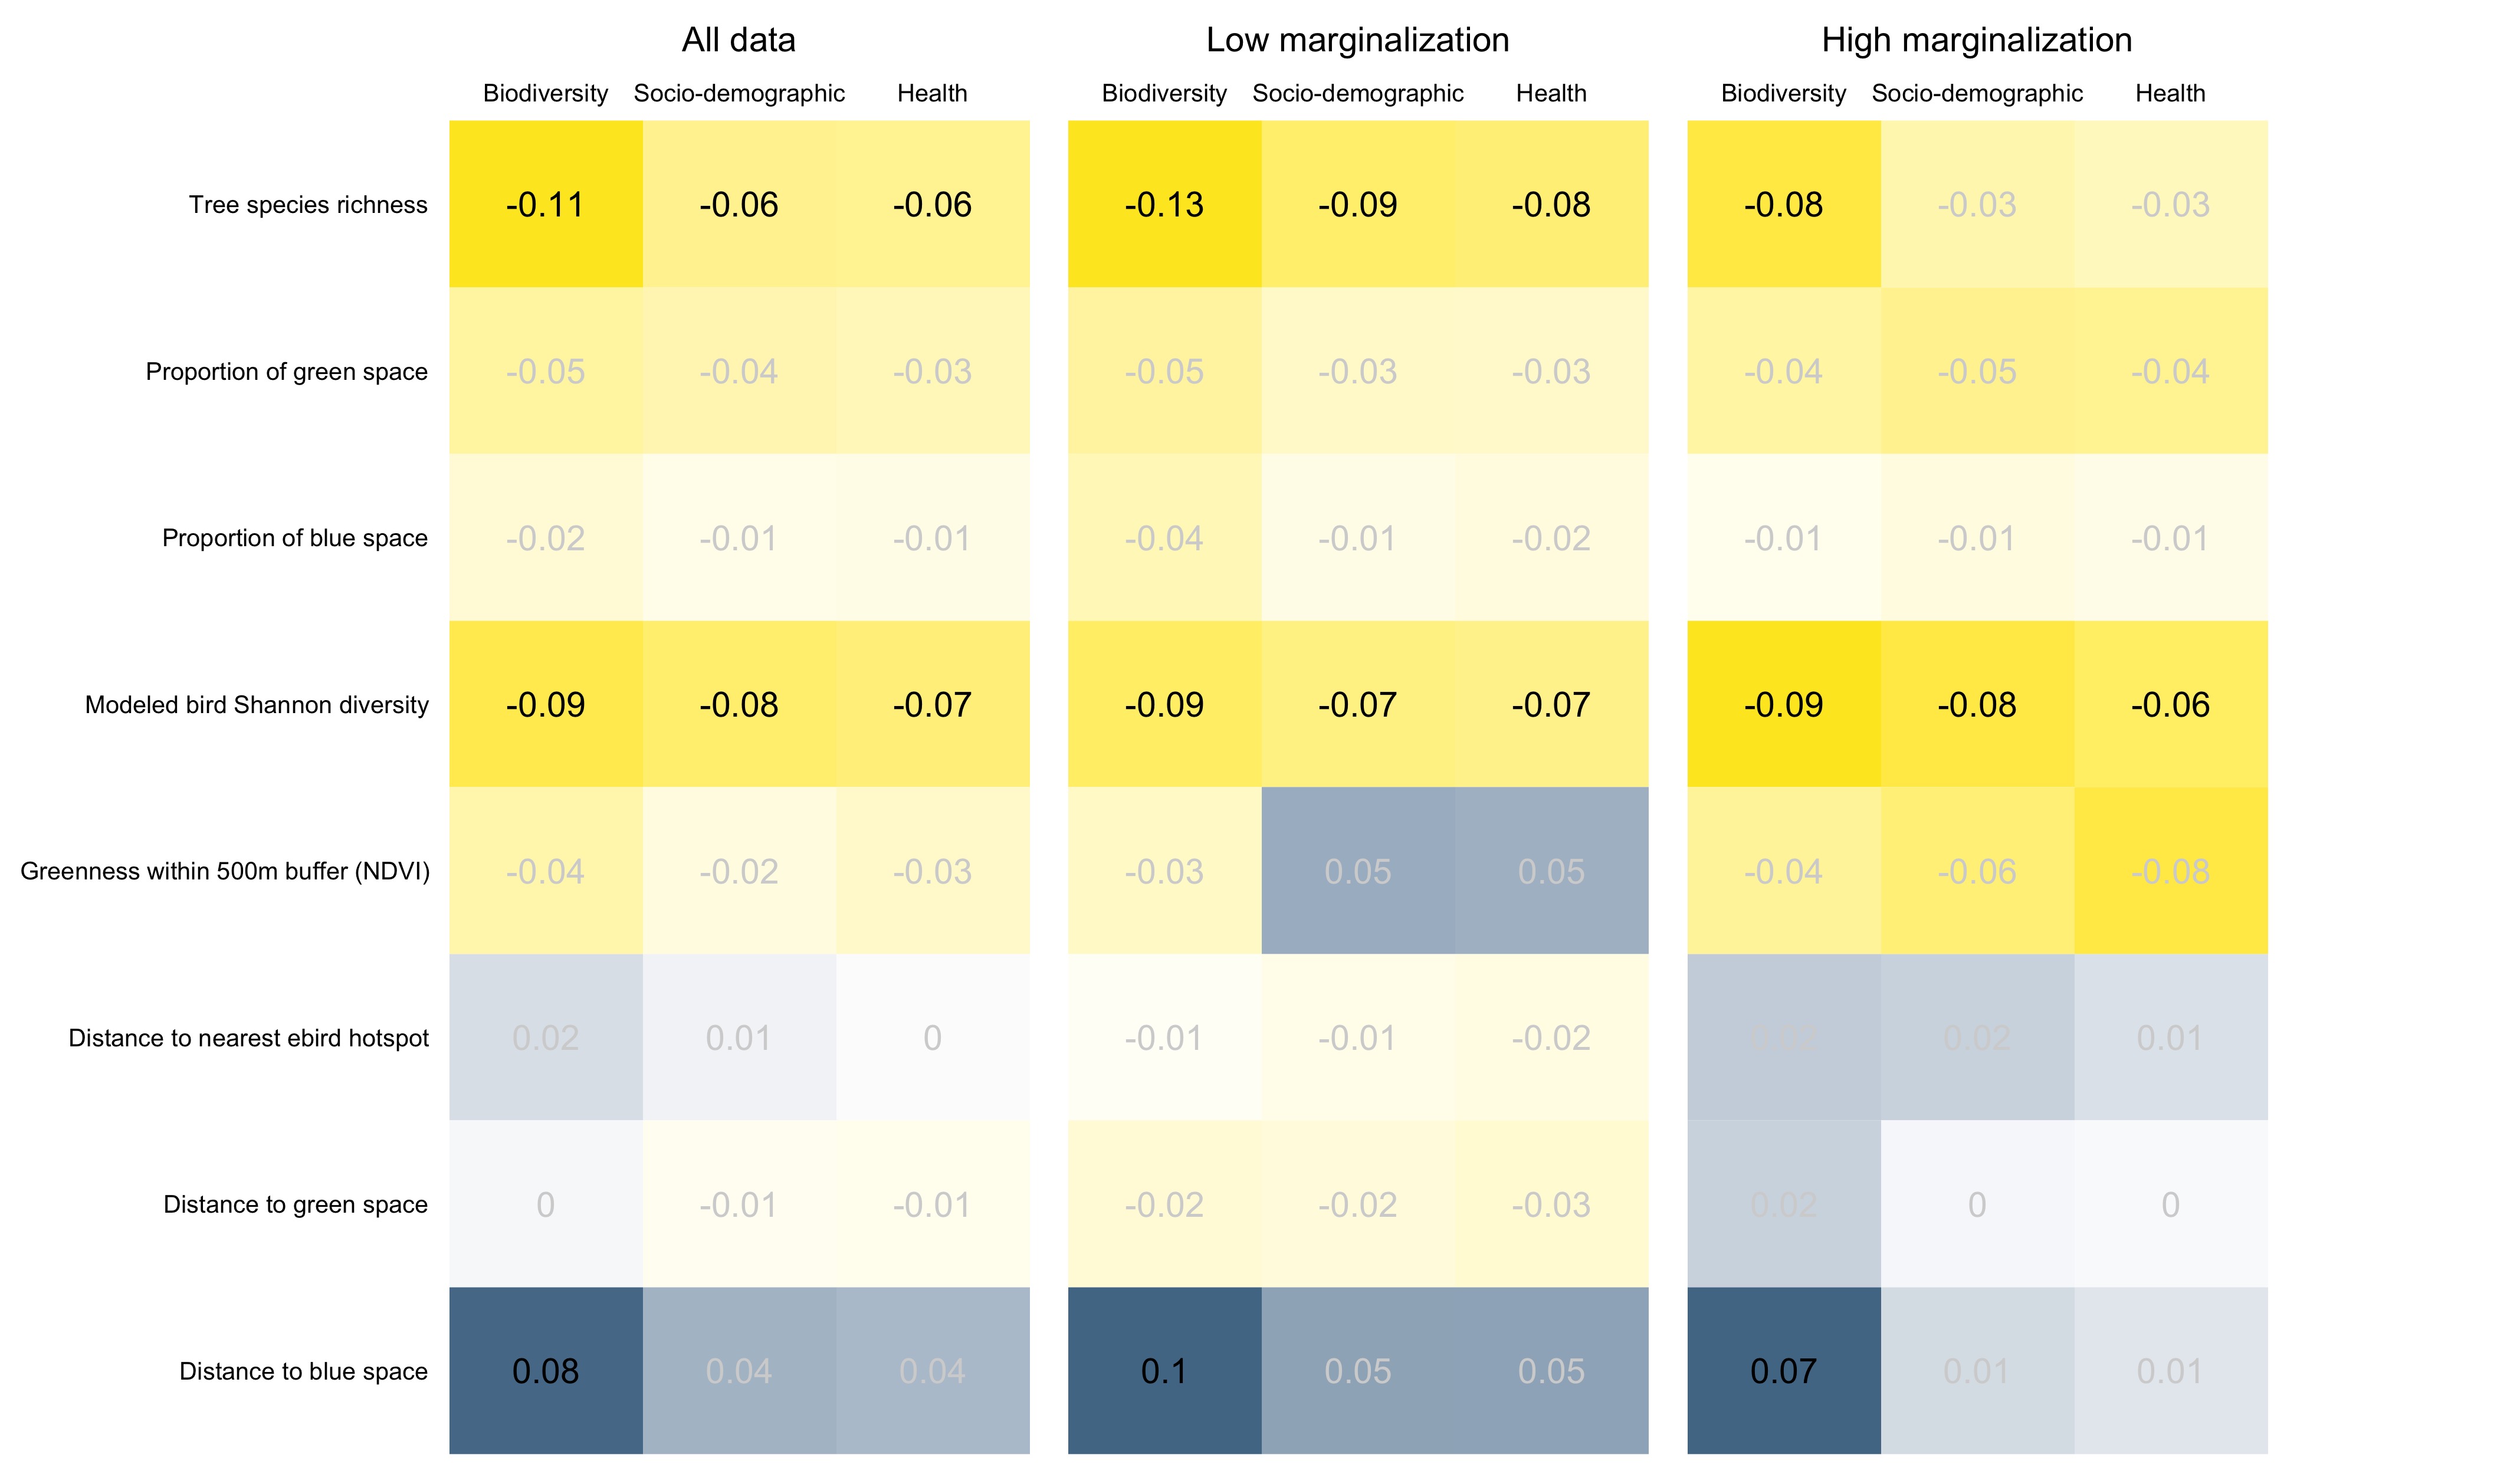 All data Low marginalization High marginalization
Biodiversity Socio-demographic Health Biodiversity Socio-demographic Health Biodiversity Socio-demographic Health
Tree species richness -0.11 -0.06 -0.06 -0.13 -0.09 -0.08 -0.08 -0.03 -0.03
Proportion of green space -0.05 -0.04 -0.03 -0.05 -0.03 -0.03 -0.04 -0.05 -0.04
Proportion of blue space -0.02 -0.01 -0.01 -0.04 -0.01 -0.02 -0.01 -0.01 -0.01
Modeled bird Shannon diversity -0.09 -0.08 -0.07 -0.09 -0.07 -0.07 -0.09 -0.08 -0.06
Greenness within 500m buffer (NDVI) -0.04 -0.02 -0.03 -0.03 0.05 0.05 -0.04 -0.06 -0.08
Distance to nearest ebird hotspot 0.02 0.01 0 -0.01 -0.01 -0.02 0.02 0.01
Distance to green space 0 -0.01 -0.01 -0.02 -0.02 -0.03 0.02 0 0
Distance to blue space 0.08 0.04 0.04 0.1 0.05 0.05 0.07 0.01 0.01